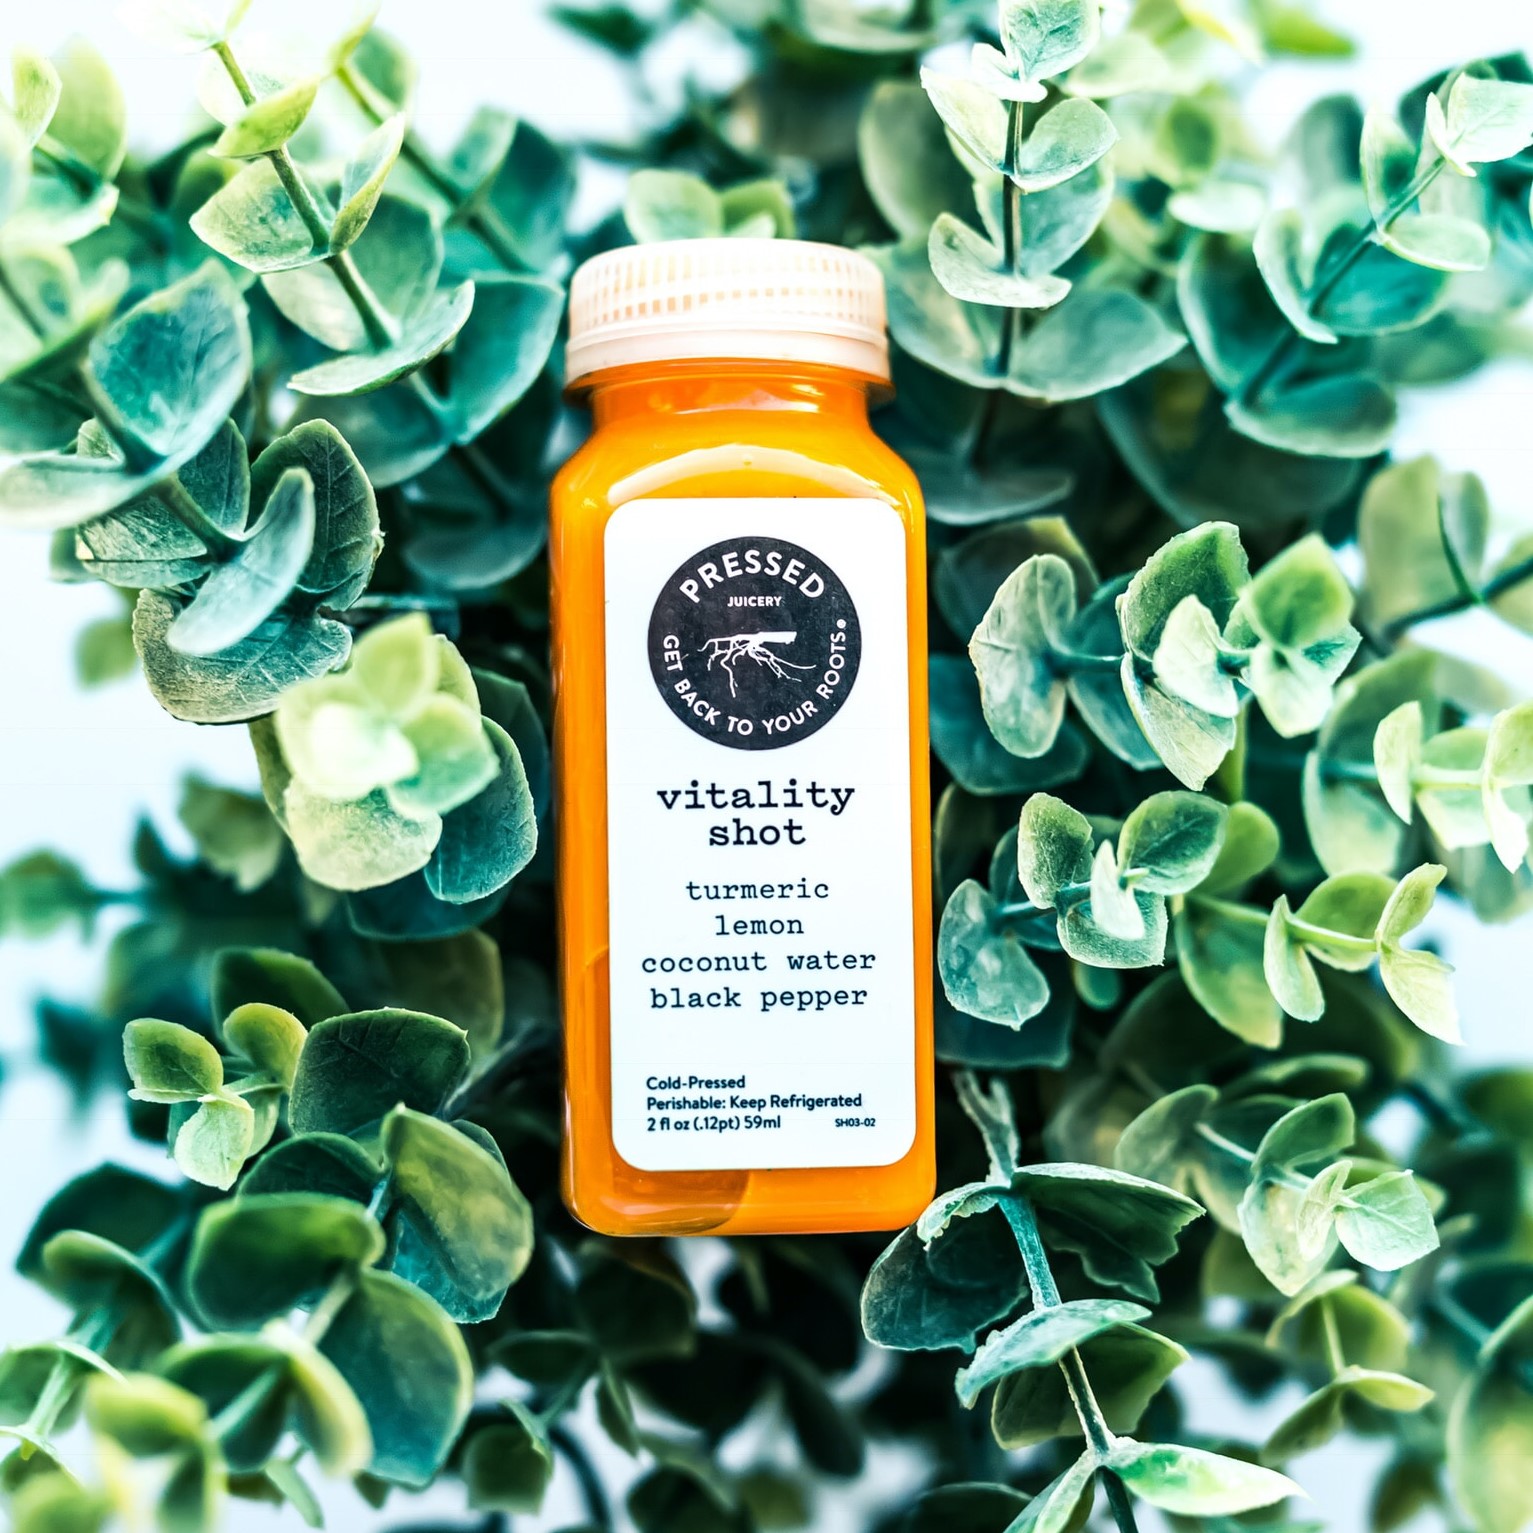 PRESSED
JUICERY
GET BACK TO YOUR ROOTS.
vitality
shot
turmeric
lemon
coconut water
black pepper
Cold-Pressed
Perishable: Keep Refrigerated
2 fl oz (.12pt) 59ml SH03-02